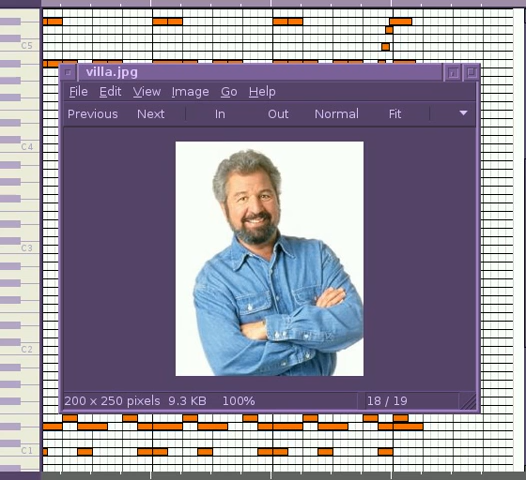 C5
villa.jpg
File Edit View Image Go Help
Previous Next In Out Normal Fit
C4
C3
C2
200 x 250 pixels 9.3 KB 100% 18 / 19
C1